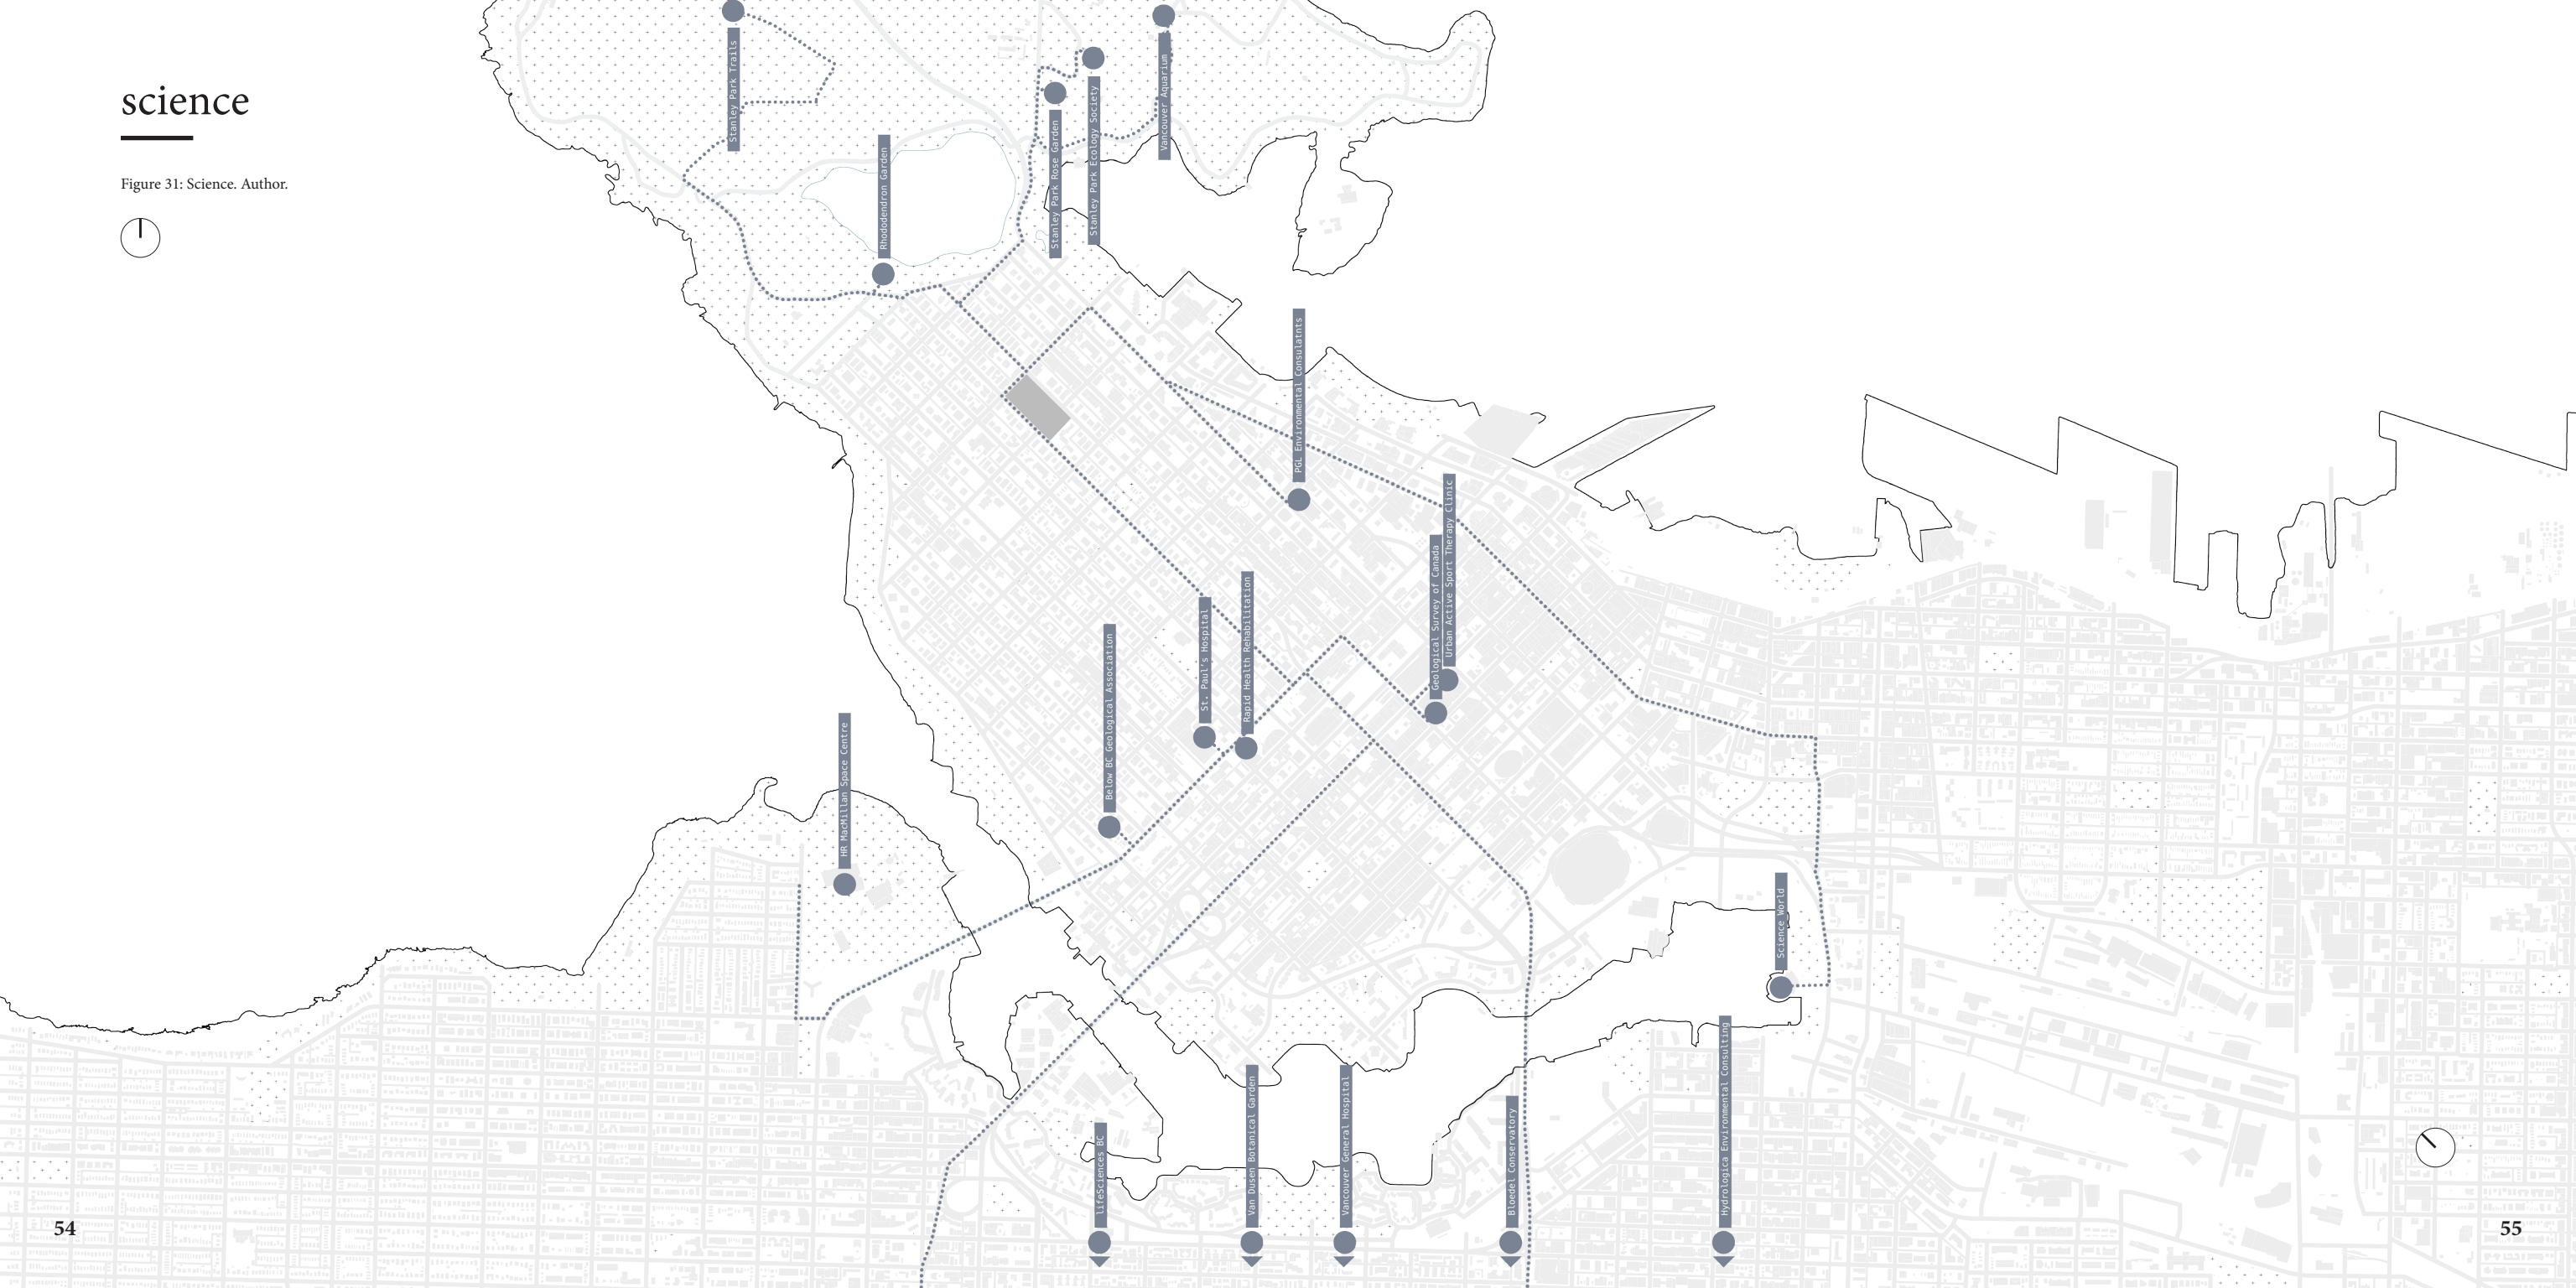 science
Figure 31: Science. Author.
Stanley Park Trails
Rhododendron Garden
Stanley Park Rose Garden
Stanley Park Ecology Society
Vancouver Aquarium
PGL Environmental Consulatnts
Geological Survey of Canada
Urban Active Sport Therapy Clinic
St. Paul's Hospital
Rapid Health Rehabilitation
Below BC Geological Association
HR MacMillan Space Centre
Science World
lifeSciences BC
Van Dusen Botanical Garden
Vancouver General Hospital
Bloedel Conservatory
Hydrologica Environmental Consulting
54
55